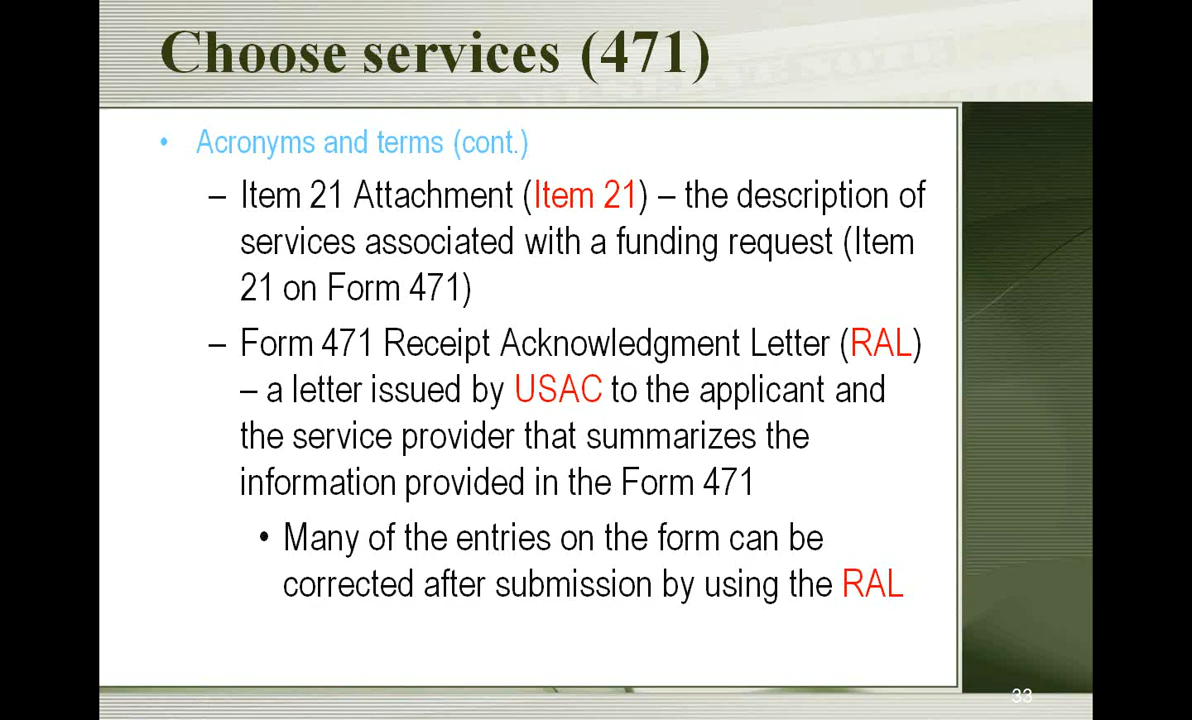 Choose services (471)
• Acronyms and terms (cont.)
– Item 21 Attachment (Item 21) – the description of
services associated with a funding request (Item
21 on Form 471)
– Form 471 Receipt Acknowledgment Letter (RAL)
– a letter issued by USAC to the applicant and
the service provider that summarizes the
information provided in the Form 471
• Many of the entries on the form can be
corrected after submission by using the RAL
33